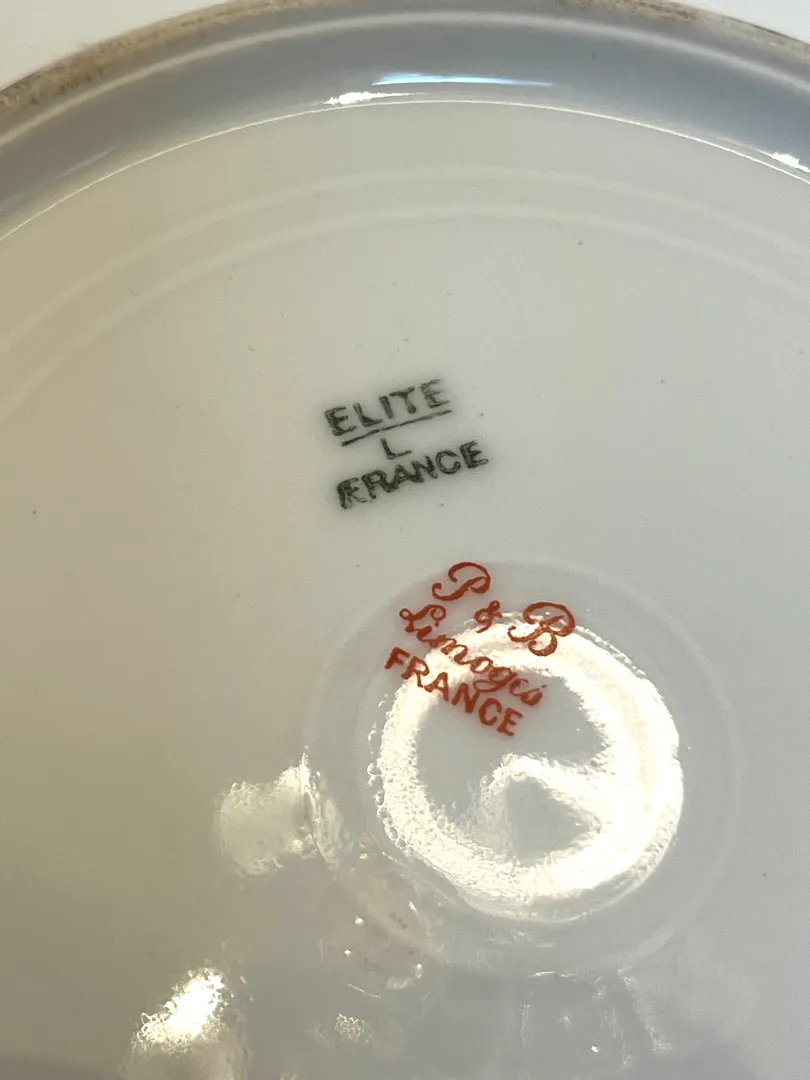 ELITE
L
FRANCE
P & B
Limoges
FRANCE